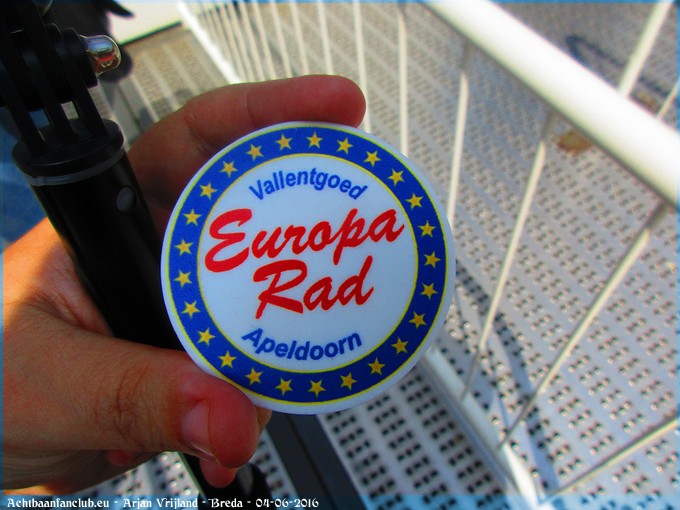 Vallentgoed
Europa
Rad
Apeldoorn
Achtbaanfanclub.eu - Arjan Vrijland - Breda - 04-06-2016